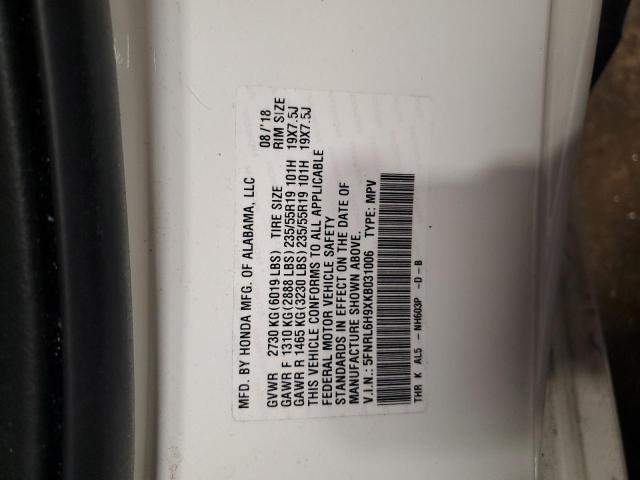 MFD. BY HONDA MFG. OF ALABAMA, LLC 08/'18
GVWR 2730 KG(6019 LBS) TIRE SIZE RIM SIZE
GAWR F 1310 KG(2888 LBS)235/55R19 101H 19X7.5J
GAWR R 1465 KG(3230 LBS)235/55R19 101H 19X7.5J
THIS VEHICLE CONFORMS TO ALL APPLICABLE
FEDERAL MOTOR VEHICLE SAFETY
STANDARDS IN EFFECT ON THE DATE OF
MANUFACTURE SHOWN ABOVE.
V.I.N.: 5FNRL6H9XKB031006 TYPE: MPV
THR K AL5 - NH603P -D-B